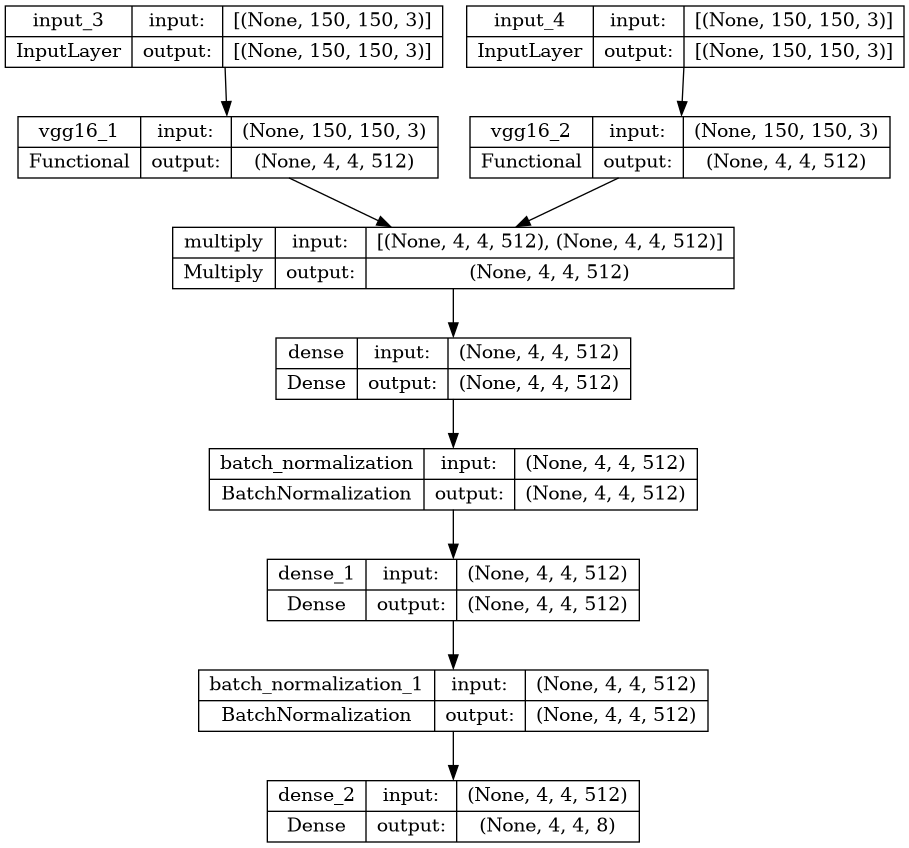 input_3 input: [(None, 150, 150, 3)]
InputLayer output: [(None, 150, 150, 3)]
input_4 input: [(None, 150, 150, 3)]
InputLayer output: [(None, 150, 150, 3)]
vgg16_1 input: (None, 150, 150, 3)
Functional output: (None, 4, 4, 512)
vgg16_2 input: (None, 150, 150, 3)
Functional output: (None, 4, 4, 512)
multiply input: [(None, 4, 4, 512), (None, 4, 4, 512)]
Multiply output: (None, 4, 4, 512)
dense input: (None, 4, 4, 512)
Dense output: (None, 4, 4, 512)
batch_normalization input: (None, 4, 4, 512)
BatchNormalization output: (None, 4, 4, 512)
dense_1 input: (None, 4, 4, 512)
Dense output: (None, 4, 4, 512)
batch_normalization_1 input: (None, 4, 4, 512)
BatchNormalization output: (None, 4, 4, 512)
dense_2 input: (None, 4, 4, 512)
Dense output: (None, 4, 4, 8)